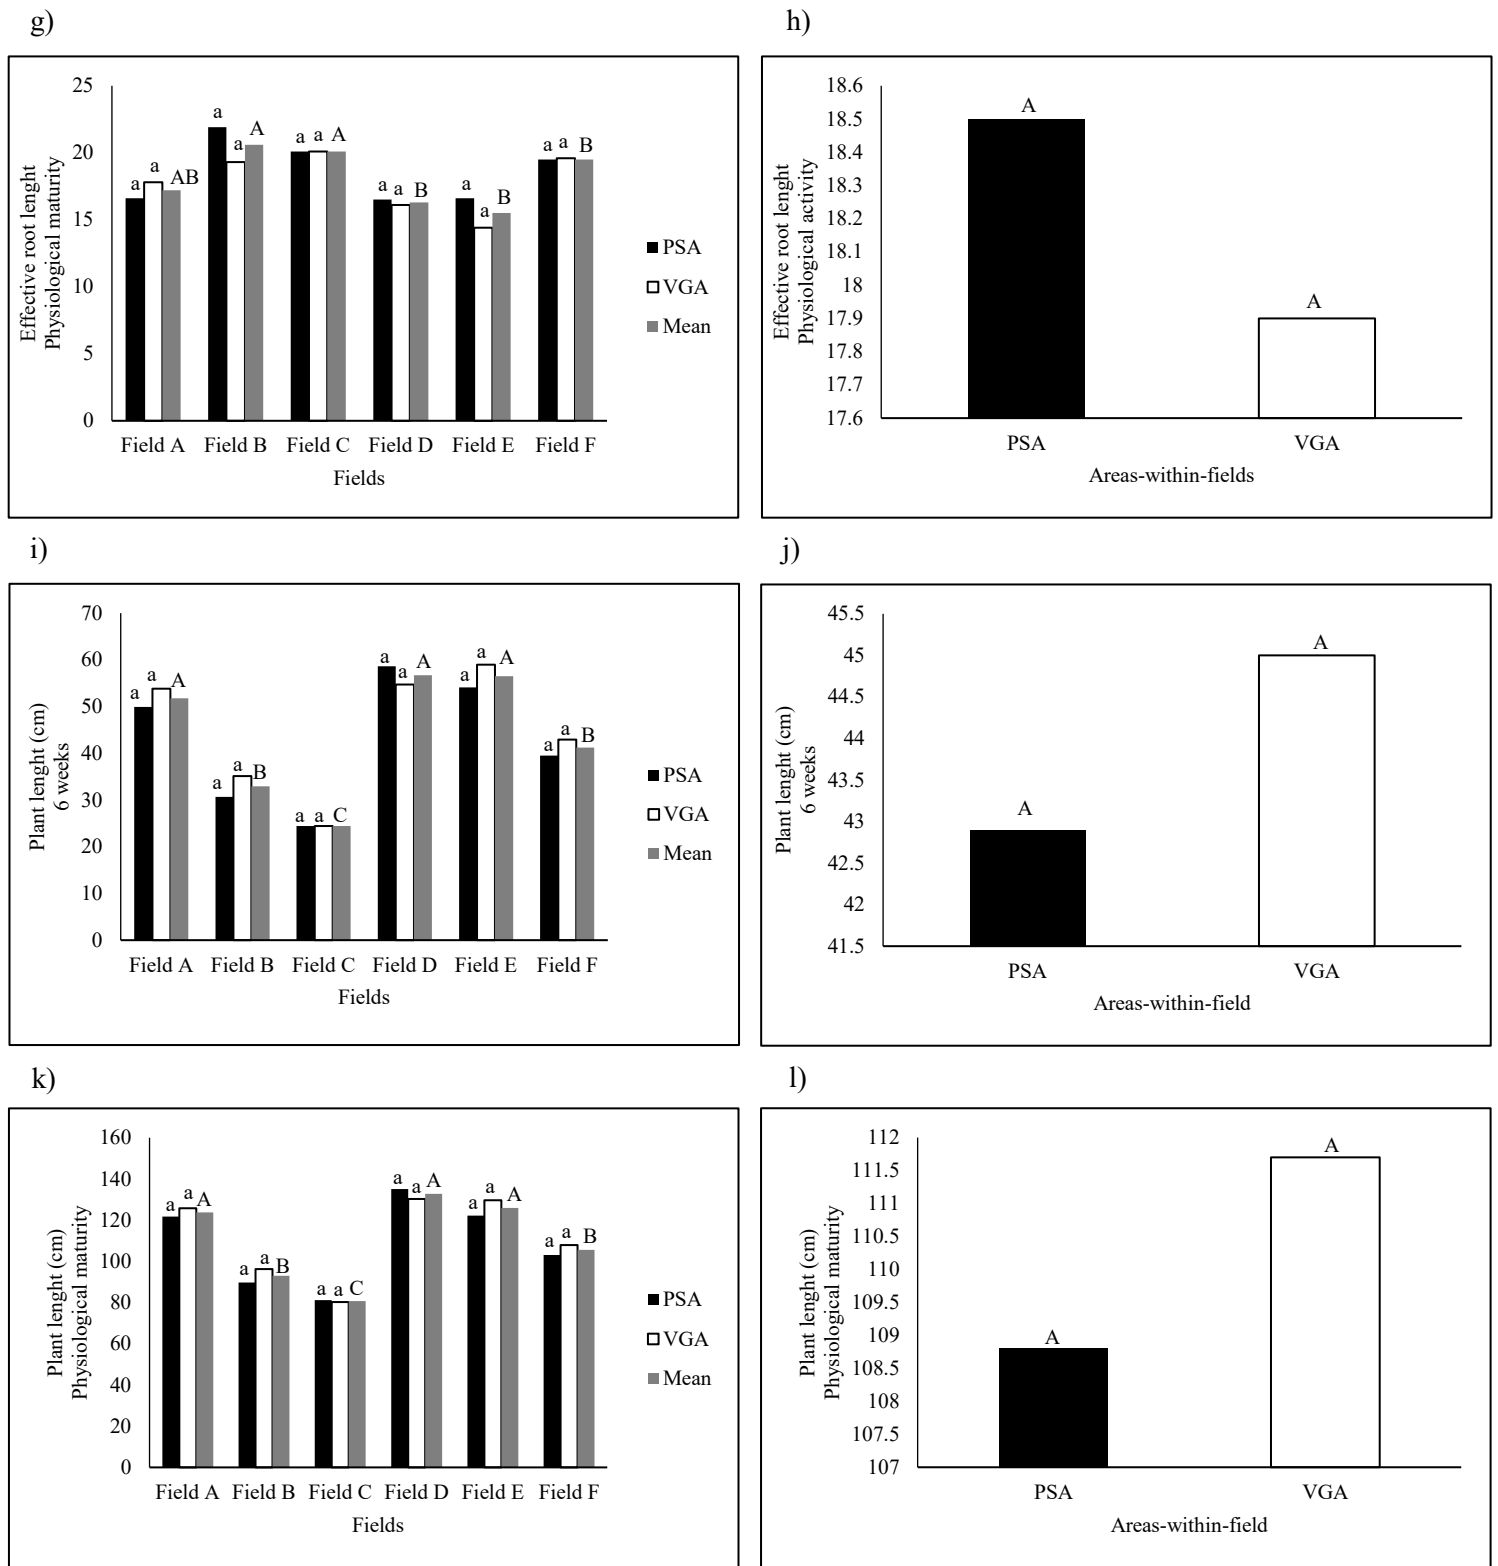 g)
25
20
15
10
5
0
Effective root lenght
Physiological maturity
a a AB
a a A
a a A
a a B
a a B
a a B
Field A Field B Field C Field D Field E Field F
Fields
PSA
VGA
Mean
h)
18.6
18.5
18.4
18.3
18.2
18.1
18
17.9
17.8
17.7
17.6
Effective root lenght
Physiological activity
A
A
PSA VGA
Areas-within-fields
i)
70
60
50
40
30
20
10
0
Plant lenght (cm)
6 weeks
a a A
a a B
a a C
a a A
a a A
a a B
Field A Field B Field C Field D Field E Field F
Fields
PSA
VGA
Mean
j)
45.5
45
44.5
44
43.5
43
42.5
42
41.5
Plant lenght (cm)
6 weeks
A
A
PSA VGA
Areas-within-field
k)
160
140
120
100
80
60
40
20
0
Plant lenght (cm)
Physiological maturity
a a A
a a B
a a C
a a A
a a A
a a B
Field A Field B Field C Field D Field E Field F
Fields
PSA
VGA
Mean
l)
112
111.5
111
110.5
110
109.5
109
108.5
108
107.5
107
Plant lenght (cm)
Physiological maturity
A
A
PSA VGA
Areas-within-field